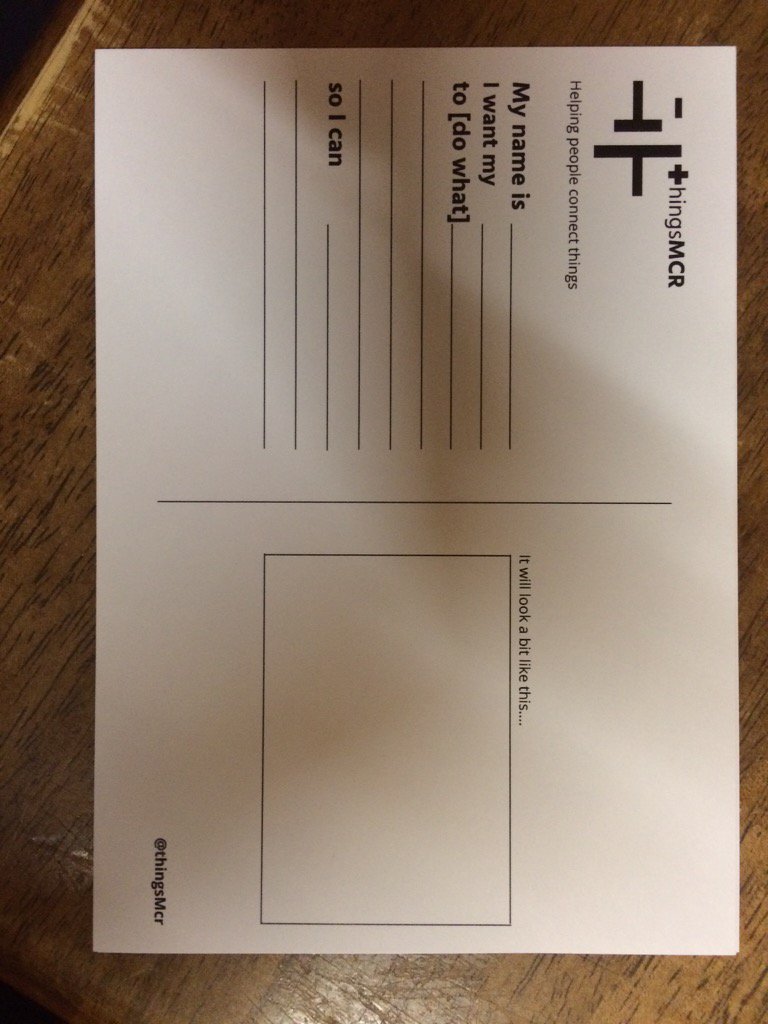 thingsMCR
Helping people connect things
My name is
I want my
to [do what]
so I can
It will look a bit like this....
@thingsMcr